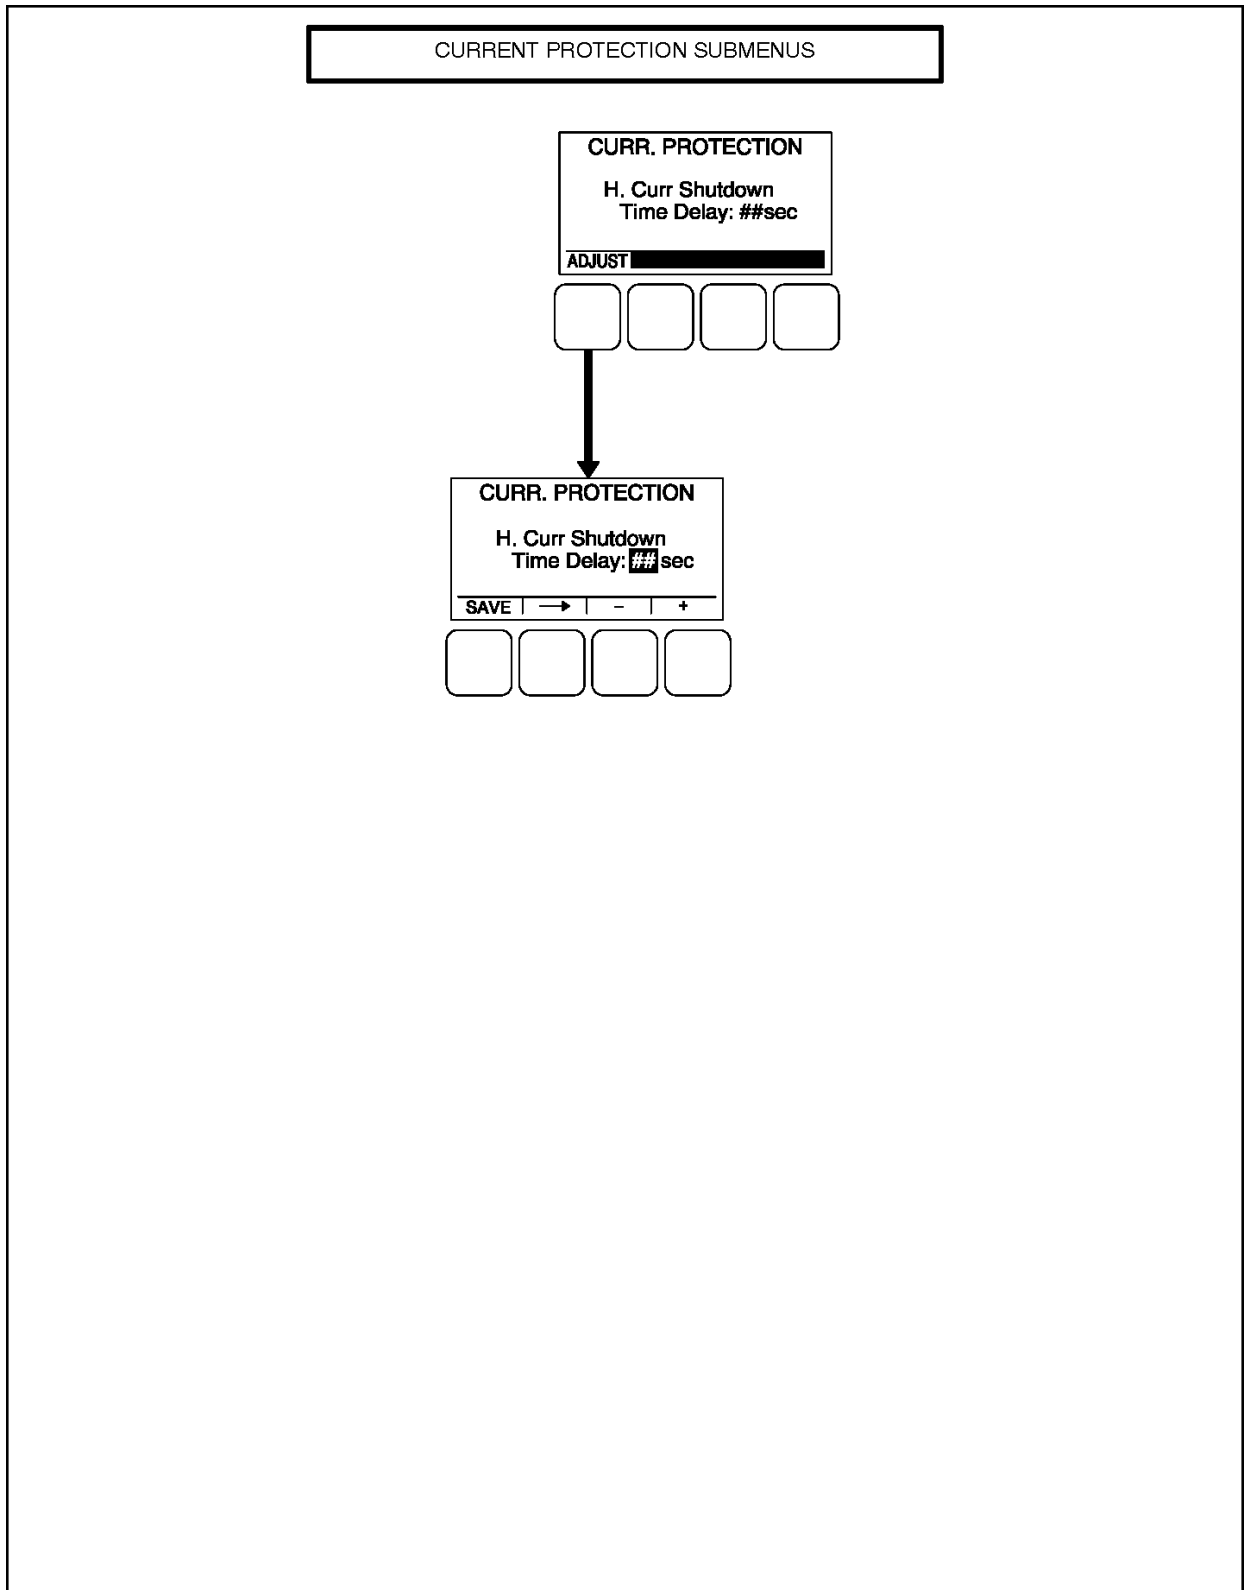 CURRENT PROTECTION SUBMENUS
CURR. PROTECTION
H. Curr Shutdown
Time Delay: ##sec
ADJUST
CURR. PROTECTION
H. Curr Shutdown
Time Delay: ## sec
SAVE | → | – | +